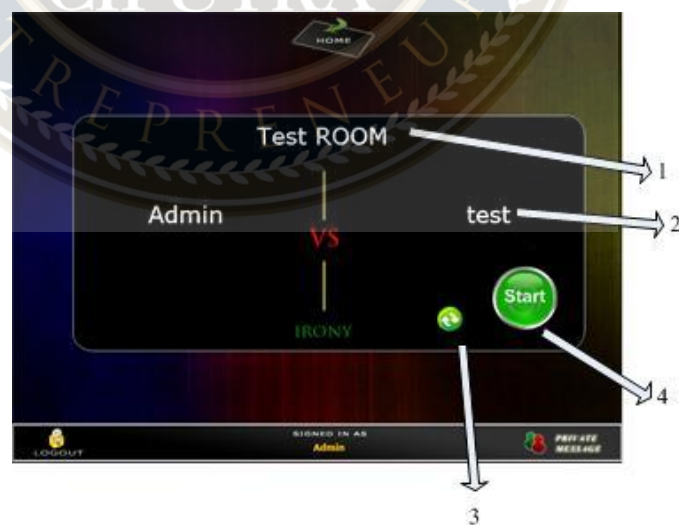 HOME
Test ROOM
1
Admin
test
2
VS
Start
IRONY
4
SIGNED IN AS
Admin
LOGOUT
PRIVATE
MESSAGE
3